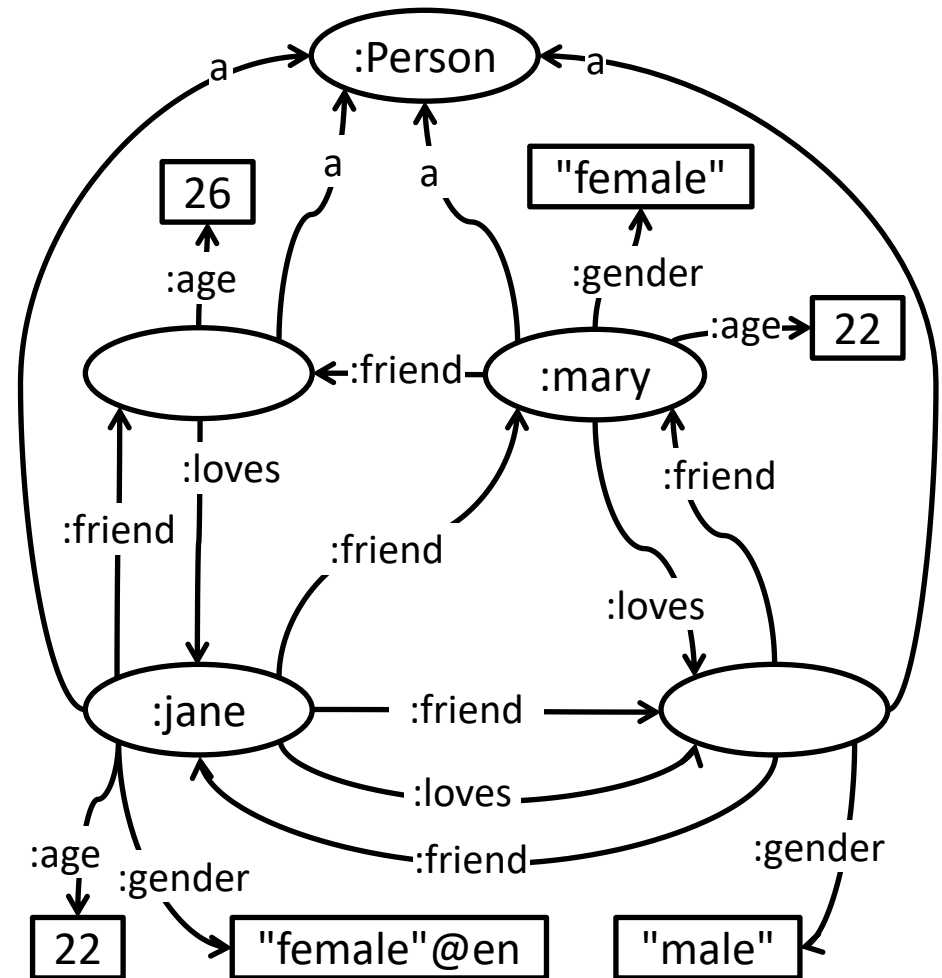 :Person
a
a
a
a
"female"
26
:gender
:age
:age
22
:friend
:mary
:loves
:friend
:friend
:friend
:loves
:jane
:friend
:loves
:friend
:age
:gender
:gender
22
"female"@en
"male"